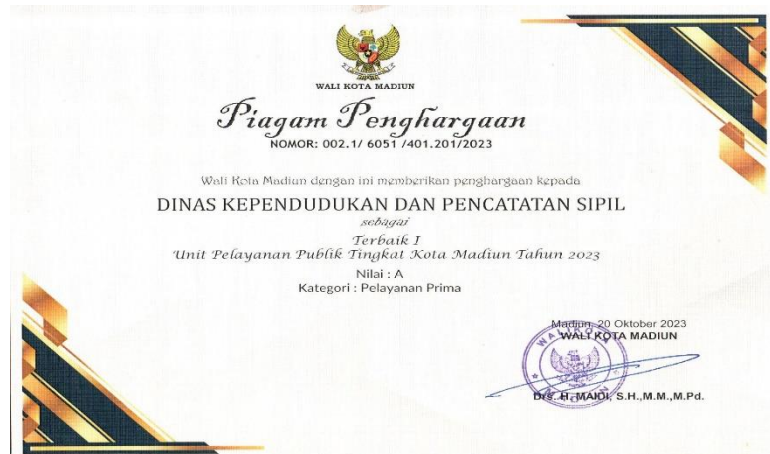 WALI KOTA MADIUN
Piagam Penghargaan
NOMOR: 002.1/ 6051 /401.201/2023
Wali Kota Madiun dengan ini memberikan penghargaan kepada
DINAS KEPENDUDUKAN DAN PENCATATAN SIPIL
sebagai
Terbaik I
Unit Pelayanan Publik Tingkat Kota Madiun Tahun 2023
Nilai : A
Kategori : Pelayanan Prima
Madiun, 20 Oktober 2023
WALI KOTA MADIUN
WALIKOTA
MADIUN
Drs. H. MAIDI, S.H.,M.M.,M.Pd.